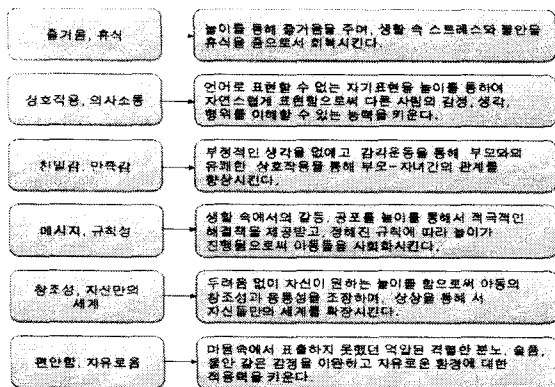 즐거움, 휴식
놀이를 통해 즐거움을 주며, 생활 속 스트레스와 불안을
휴식을 줌으로서 회복시킨다.
상호작용, 의사소통
언어로 표현할 수 없는 자기표현을 놀이를 통하여
자연스럽게 표현함으로써 다른 사람의 감정, 생각,
행위를 이해할 수 있는 능력을 키운다.
친밀감, 만족감
부정적인 생각을 없애고 감각운동을 통해 부모와의
유쾌한 상호작용을 통해 부모-자녀간의 관계를
향상시킨다.
메시지, 규칙성
생활 속에서의 갈등, 공포를 놀이를 통해서 적극적인
해결책을 제공받고, 정해진 규칙에 따라 놀이가
진행됨으로써 아동들을 사회화시킨다.
창조성, 자신만의
세계
두려움 없이 자신이 원하는 놀이를 함으로써 아동의
창조성과 융통성을 조장하며, 상상을 통해 서
자신들만의 세계를 확장시킨다.
편안함, 자유로움
마음속에서 표출하지 못했던 억압된 격렬한 분노, 슬픔,
불안 같은 감정을 이완하고 자유로운 환경에 대한
적응력을 키운다.